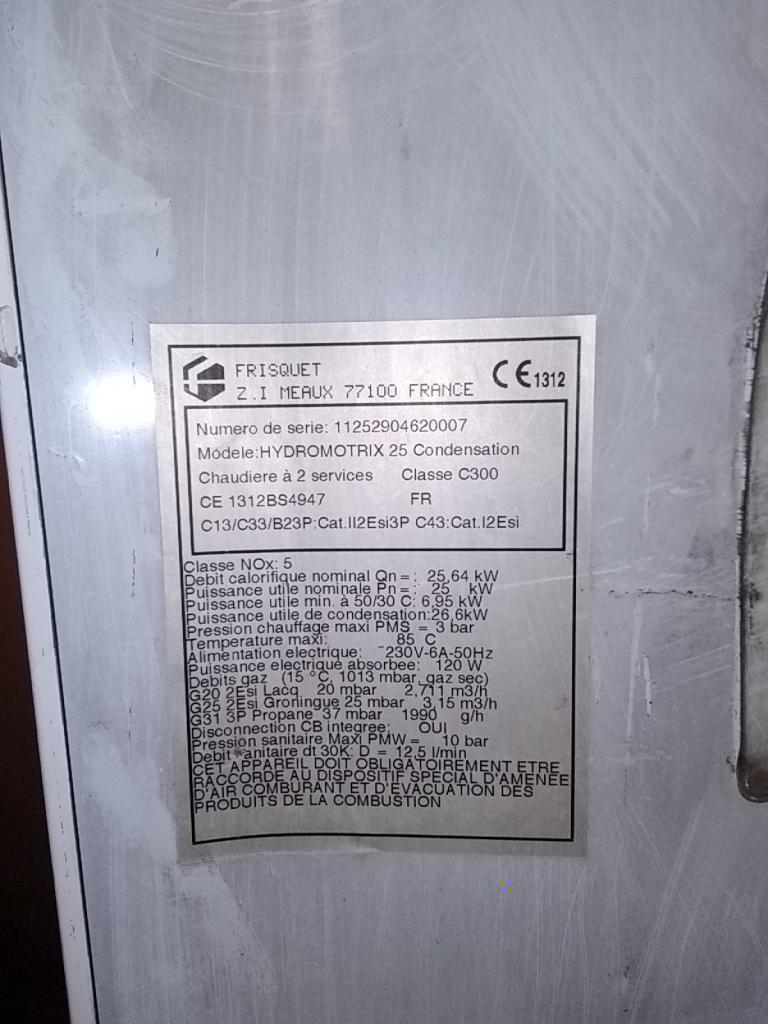 FRISQUET
Z.I MEAUX 77100 FRANCE
CE 1312
Numero de serie: 11252904620007
Modele:HYDROMOTRIX 25 Condensation
Chaudiere à 2 services Classe C300
CE 1312BS4947 FR
C13/C33/B23P:Cat.II2Esi3P C43:Cat.I2Esi
Classe NOx: 5
Debit calorifique nominal Qn = : 25,64 kW
Puissance utile nominale Pn = : 25 kW
Puissance utile min. à 50/30 C: 6,95 kW
Puissance utile de condensation:26,6kW
Pression chauffage maxi PMS = 3 bar
Temperature maxi: 85 C
Alimentation electrique: ~230V-6A-50Hz
Puissance electrique absorbee: 120 W
Debits gaz (15 °C, 1013 mbar, gaz sec)
G20 2Esi Lacq 20 mbar 2,711 m3/h
G25 2Esi Groningue 25 mbar 3,15 m3/h
G31 3P Propane 37 mbar 1990 g/h
Disconnection CB integree: OUI
Pression sanitaire Maxi PMW = 10 bar
Debit sanitaire dt 30K: D = 12,5 l/min
CET APPAREIL DOIT OBLIGATOIREMENT ETRE
RACCORDE AU DISPOSITIF SPECIAL D'AMENEE
D'AIR COMBURANT ET D'EVACUATION DES
PRODUITS DE LA COMBUSTION